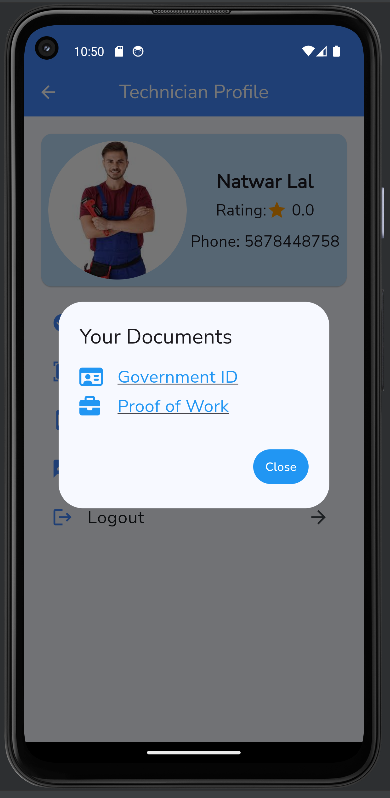 10:50
Technician Profile
Natwar Lal
Rating: 0.0
Phone: 5878448758
Your Documents
Government ID
Proof of Work
Close
Logout